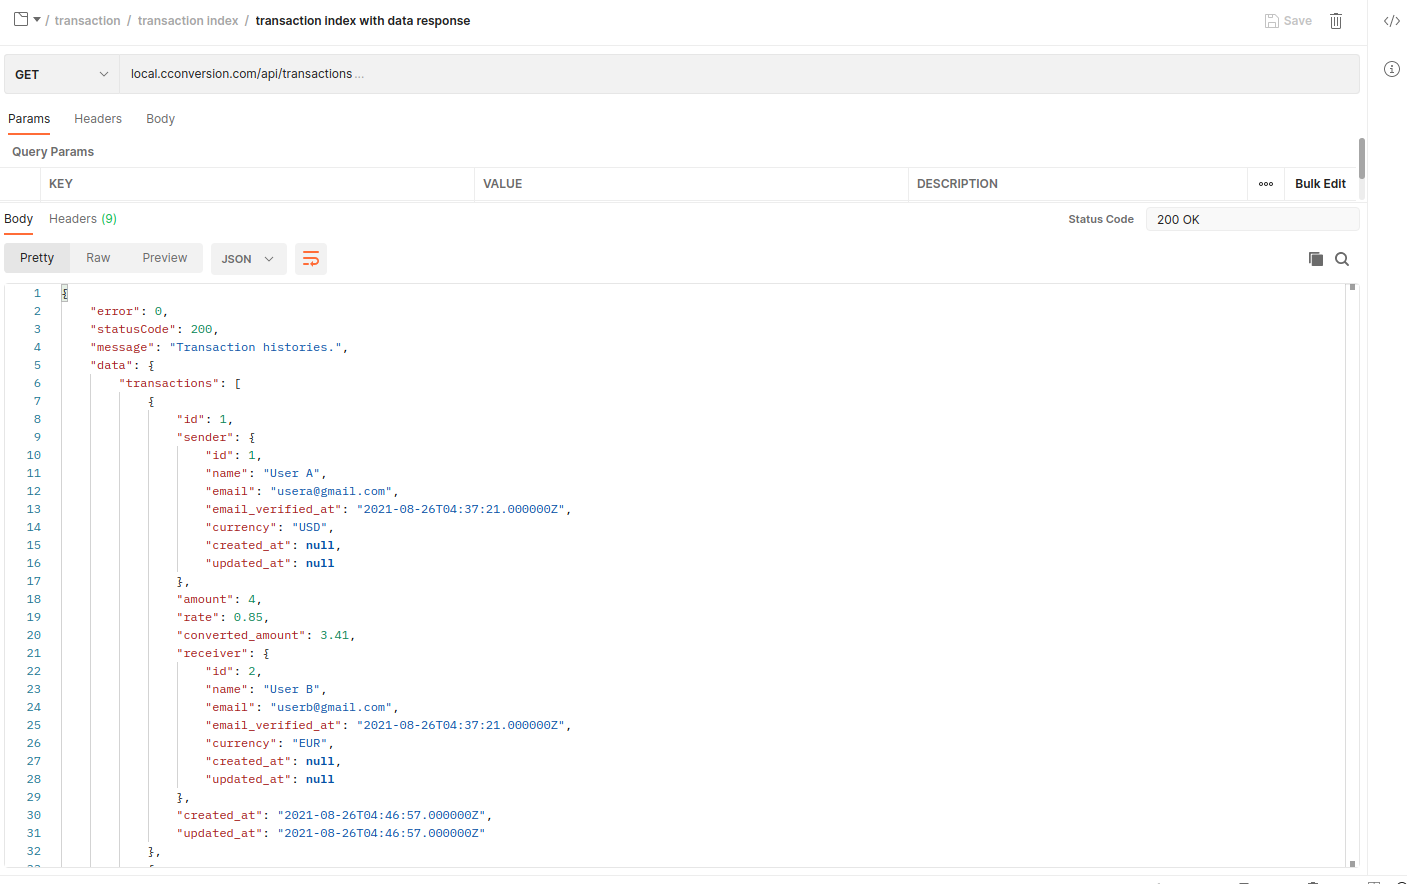 / transaction / transaction index / transaction index with data response
Save
GET
local.cconversion.com/api/transactions ...
Params Headers Body
Query Params
KEY VALUE DESCRIPTION Bulk Edit
Body Headers (9) Status Code 200 OK
Pretty Raw Preview JSON
1 {
2 "error": 0,
3 "statusCode": 200,
4 "message": "Transaction histories.",
5 "data": {
6 "transactions": [
7 {
8 "id": 1,
9 "sender": {
10 "id": 1,
11 "name": "User A",
12 "email": "usera@gmail.com",
13 "email_verified_at": "2021-08-26T04:37:21.000000Z",
14 "currency": "USD",
15 "created_at": null,
16 "updated_at": null
17 },
18 "amount": 4,
19 "rate": 0.85,
20 "converted_amount": 3.41,
21 "receiver": {
22 "id": 2,
23 "name": "User B",
24 "email": "userb@gmail.com",
25 "email_verified_at": "2021-08-26T04:37:21.000000Z",
26 "currency": "EUR",
27 "created_at": null,
28 "updated_at": null
29 },
30 "created_at": "2021-08-26T04:46:57.000000Z",
31 "updated_at": "2021-08-26T04:46:57.000000Z"
32 },